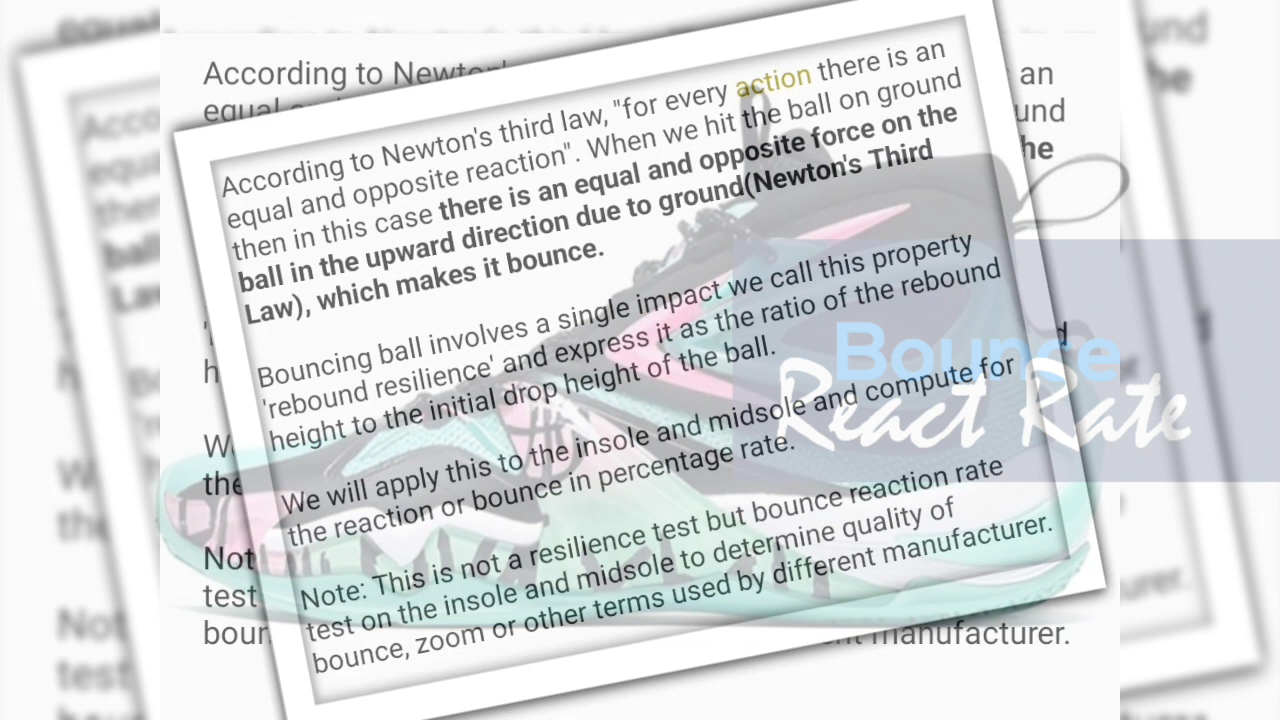 According to Newton's third law, "for every action there is an
equal and opposite reaction". When we hit the ball on ground
then in this case there is an equal and opposite force on the
ball in the upward direction due to ground(Newton's Third
Law), which makes it bounce.
Bouncing ball involves a single impact we call this property
'rebound resilience' and express it as the ratio of the rebound
height to the initial drop height of the ball.
We will apply this to the insole and midsole and compute for
the reaction or bounce in percentage rate.
Note: This is not a resilience test but bounce reaction rate
test on the insole and midsole to determine quality of
bounce, zoom or other terms used by different manufacturer.
Bounce
React Rate